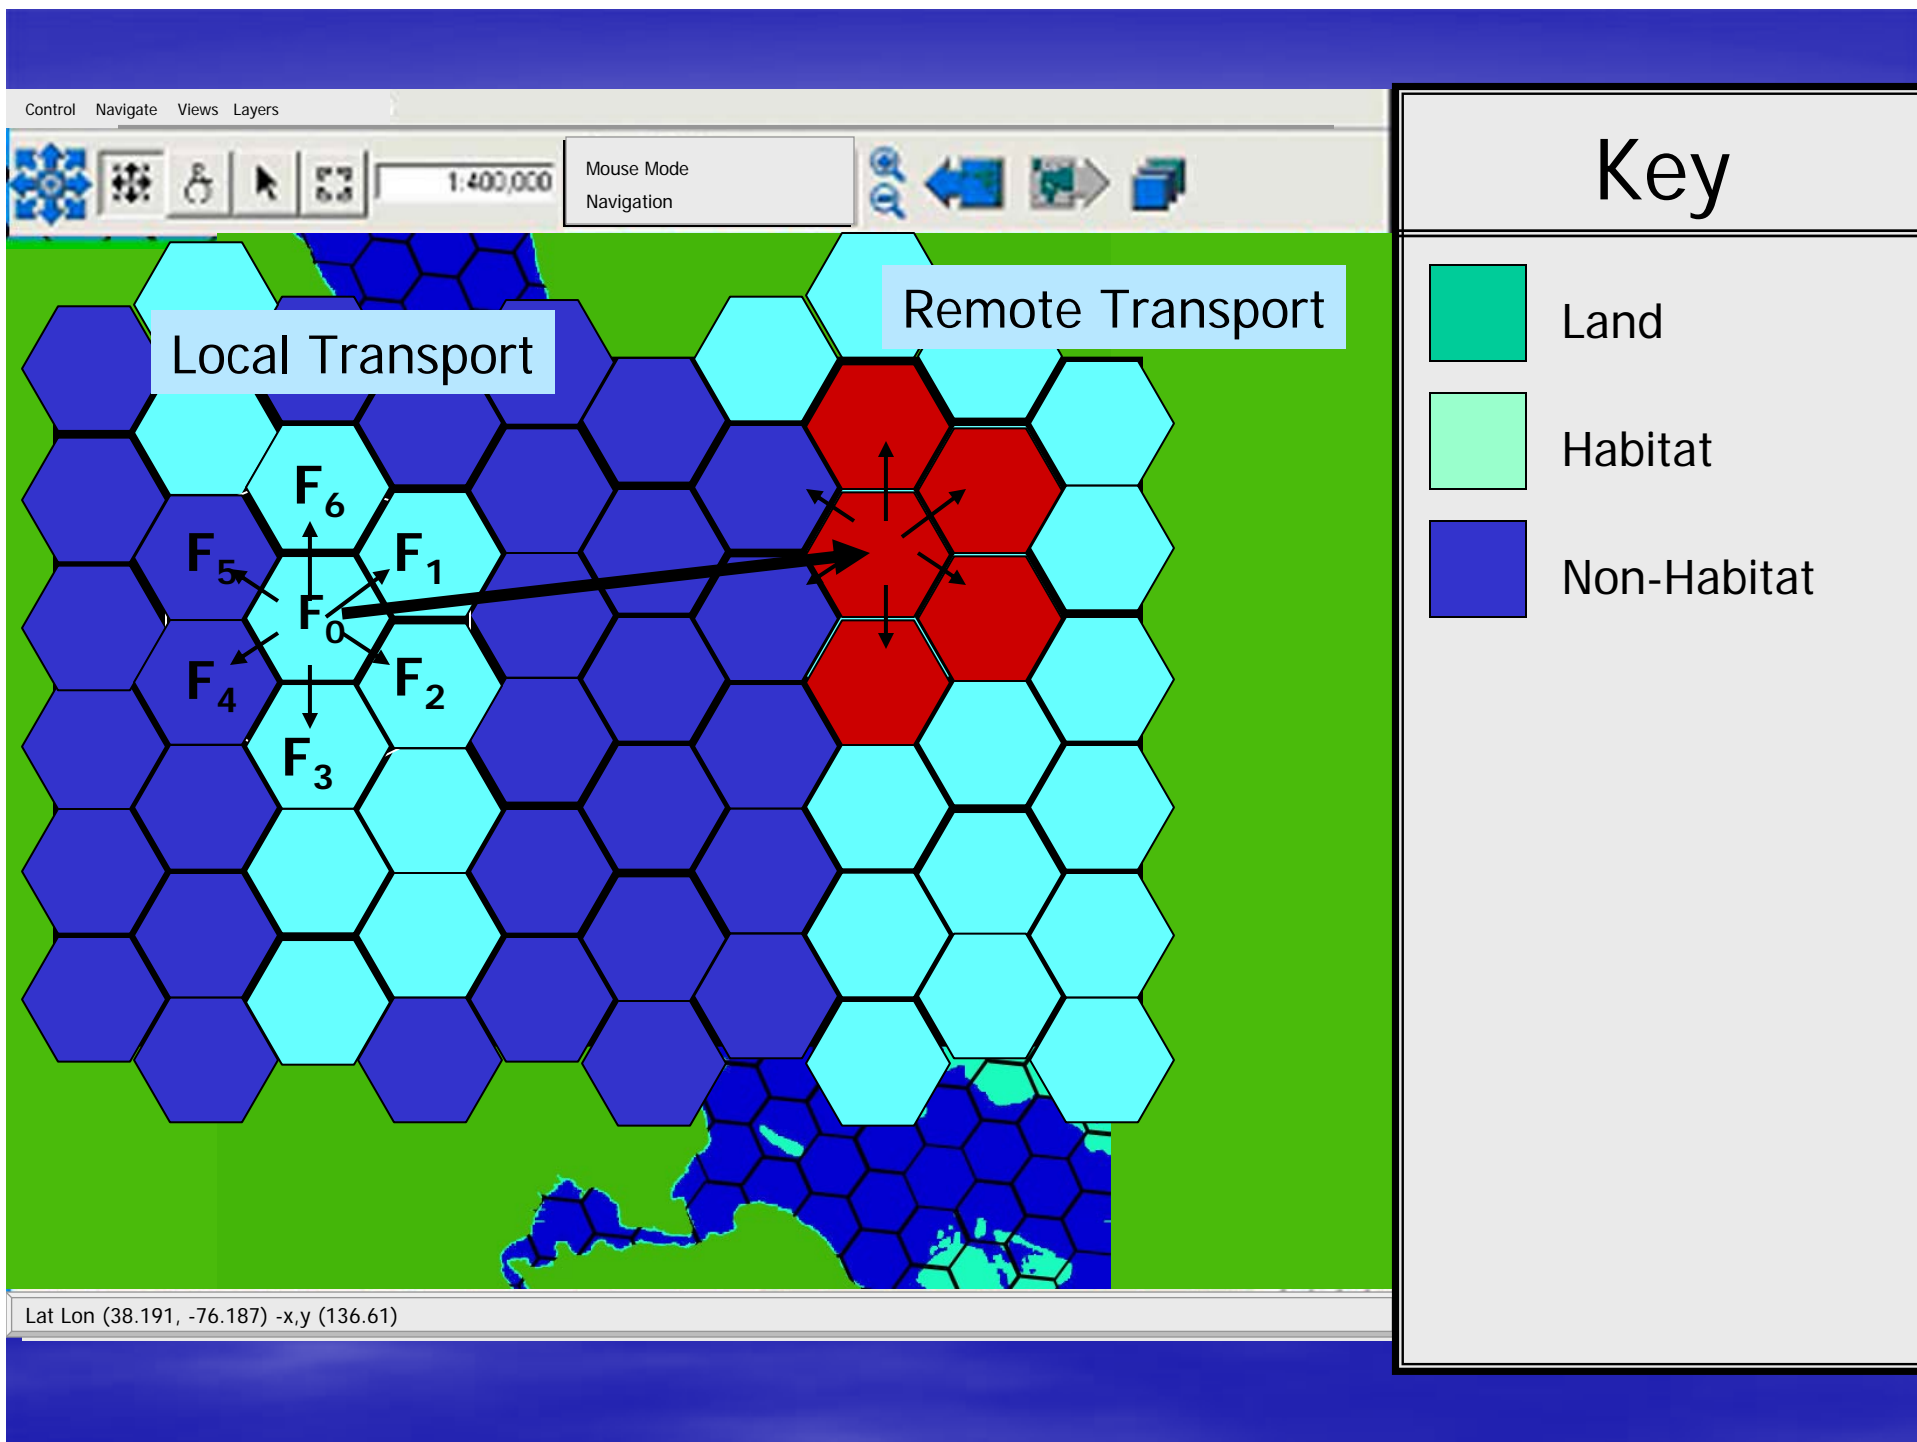 Control Navigate Views Layers
1:400,000
Mouse Mode
Navigation
Key
Local Transport
Remote Transport
Land
Habitat
Non-Habitat
F6
F5
F1
F0
F4
F2
F3
Lat Lon (38.191, -76.187) -x,y (136.61)